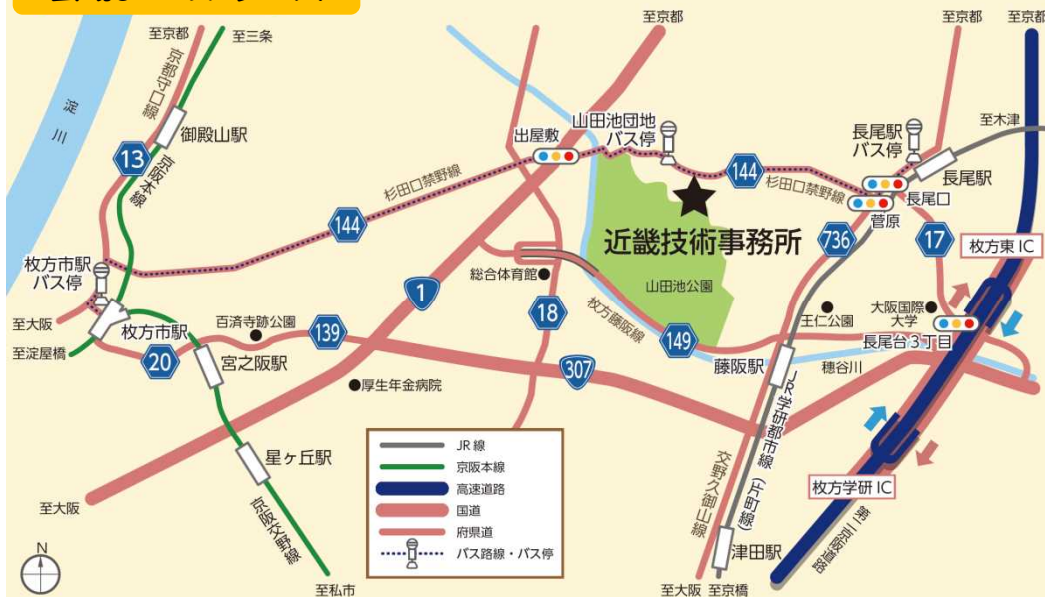 至京都
至三条
至京都
至京都
至京都
京都守口線
淀川
御殿山駅
13
京阪本線
出屋敷
山田池団地
バス停
長尾駅
バス停
至木津
長尾駅
144
杉田口禁野線
長尾口
菅原
杉田口禁野線
144
近畿技術事務所
736
17
枚方東 IC
枚方市駅
バス停
総合体育館
山田池公園
1
18
枚方藤阪線
王仁公園
大阪国際
大学
至大阪
枚方市駅
百済寺跡公園
139
149
長尾台3丁目
至淀屋橋
20
宮之阪駅
藤阪駅
穂谷川
厚生年金病院
307
JR学研都市線(片町線)
星ヶ丘駅
JR 線
京阪本線
高速道路
国道
府県道
バス路線・バス停
交野久御山線
枚方学研 IC
至大阪
京阪交野線
第二京阪道路
津田駅
N
至私市
至大阪
至京橋